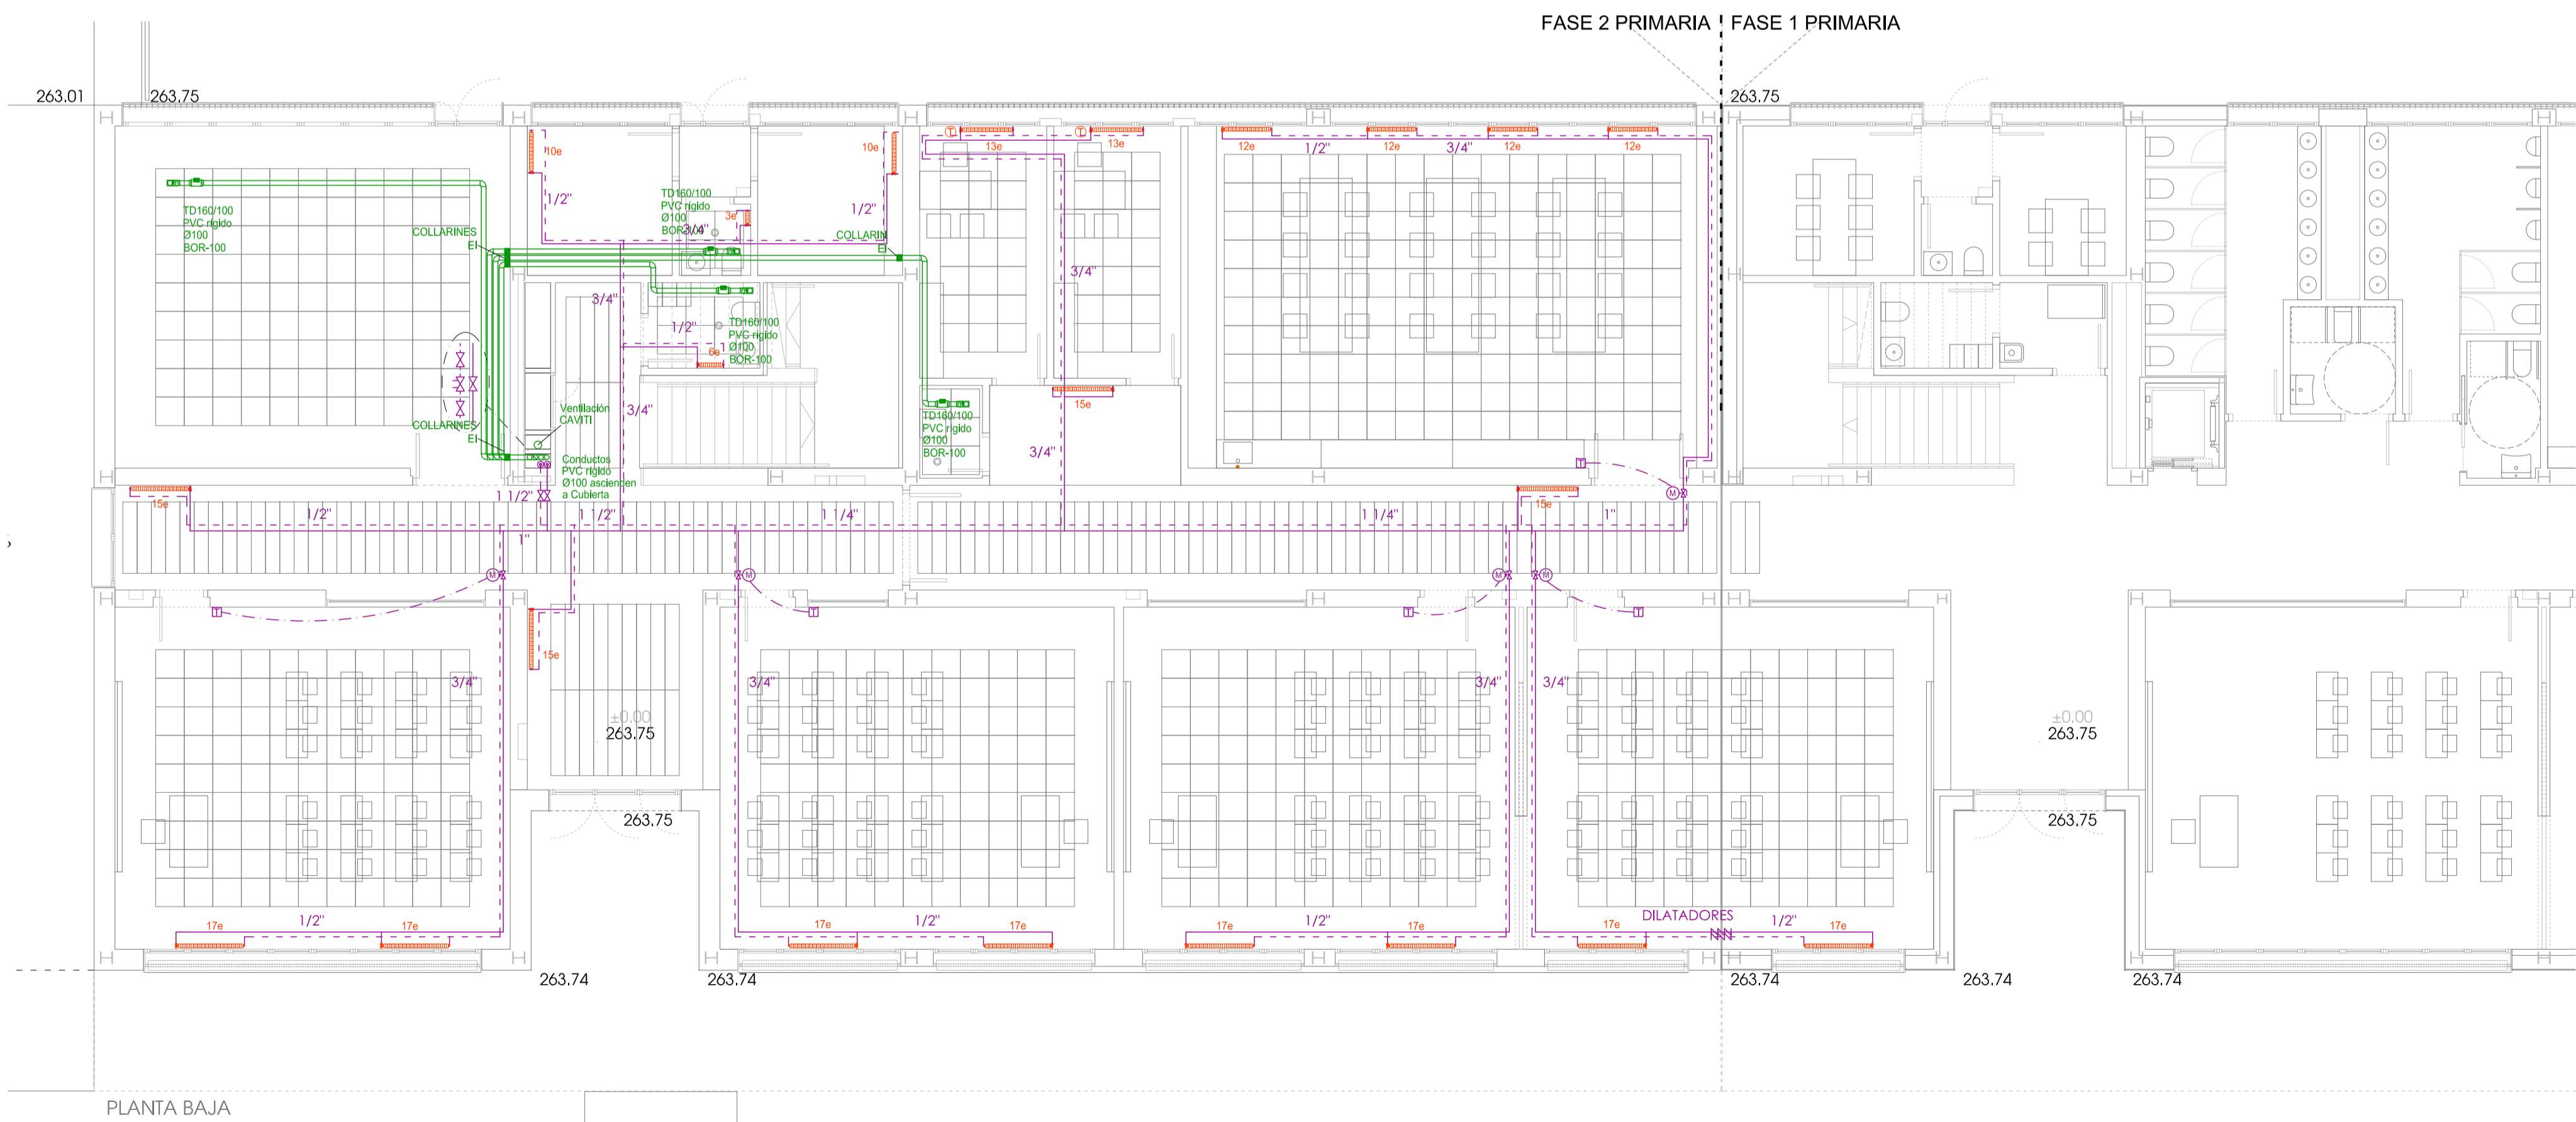 FASE 2 PRIMARIA
FASE 1 PRIMARIA
263.01
263.75
263.75
10e
10e
13e
13e
12e
1/2"
12e
3/4"
12e
12e
1/2"
TD160/100
PVC rígido
Ø100
BOR-100
3e
3/4"
1/2"
TD160/100
PVC rígido
Ø100
BOR-100
COLLARINES
EI
COLLARIN
EI
3/4"
3/4"
1/2"
TD160/100
PVC rígido
Ø100
BOR-100
6e
3/4"
Ventilación
CAVITI
15e
TD160/100
PVC rígido
Ø100
BOR-100
COLLARINES
EI
3/4"
Conductos
PVC rígido
Ø100 ascienden
a Cubierta
T
T
T
M
15e
1 1/2"
15e
1/2"
1 1/2"
1 1/4"
1 1/4"
1"
1"
M
M
M
M
T
T
T
T
15e
3/4"
3/4"
3/4"
3/4"
±0.00
263.75
±0.00
263.75
263.75
263.75
17e
1/2"
17e
17e
1/2"
17e
17e
1/2"
17e
17e
DILATADORES
1/2"
17e
263.74
263.74
263.74
263.74
263.74
PLANTA BAJA